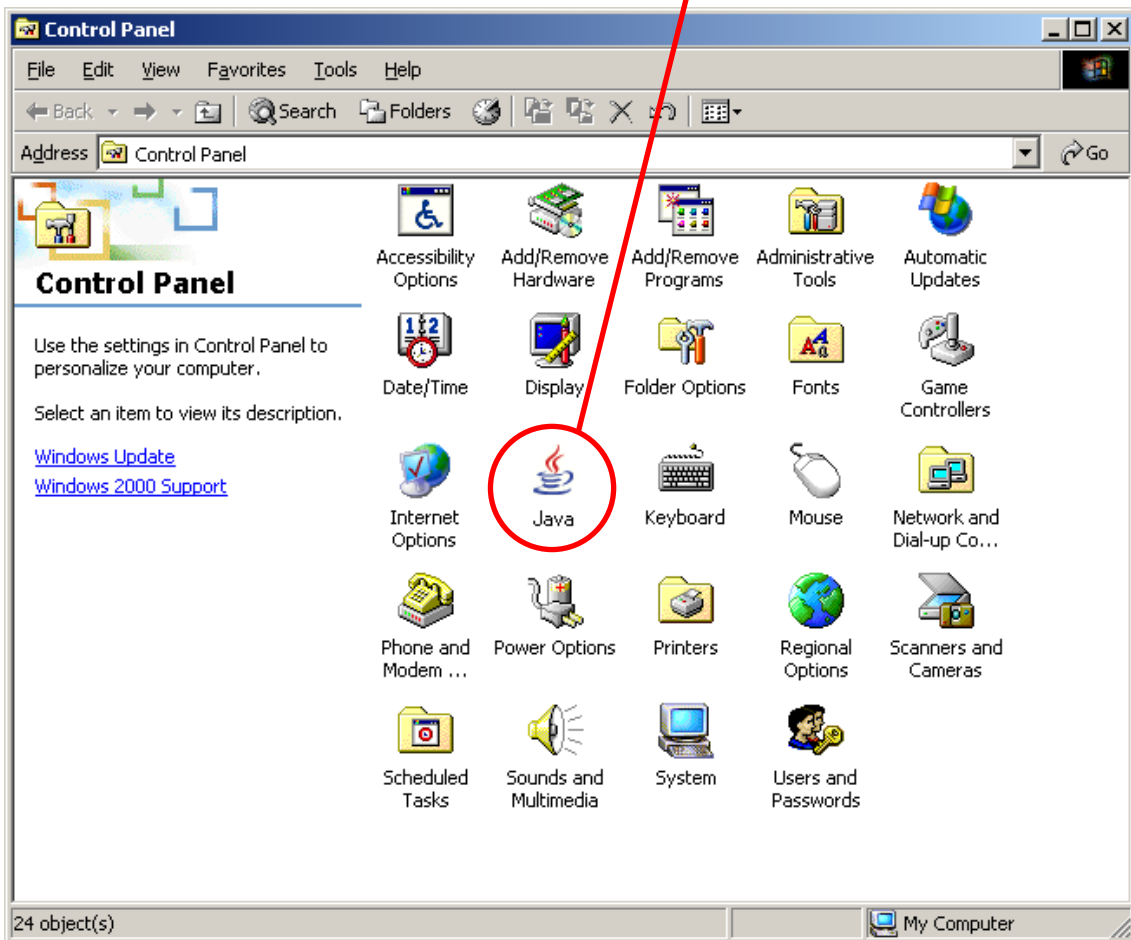 Control Panel
File Edit View Favorites Tools Help
Back Search Folders
Address Control Panel Go
Control Panel
Use the settings in Control Panel to
personalize your computer.
Select an item to view its description.
Windows Update
Windows 2000 Support
Accessibility
Options
Add/Remove
Hardware
Add/Remove
Programs
Administrative
Tools
Automatic
Updates
Date/Time
Display
Folder Options
Fonts
Game
Controllers
Internet
Options
Java
Keyboard
Mouse
Network and
Dial-up Co...
Phone and
Modem ...
Power Options
Printers
Regional
Options
Scanners and
Cameras
Scheduled
Tasks
Sounds and
Multimedia
System
Users and
Passwords
24 object(s)
My Computer